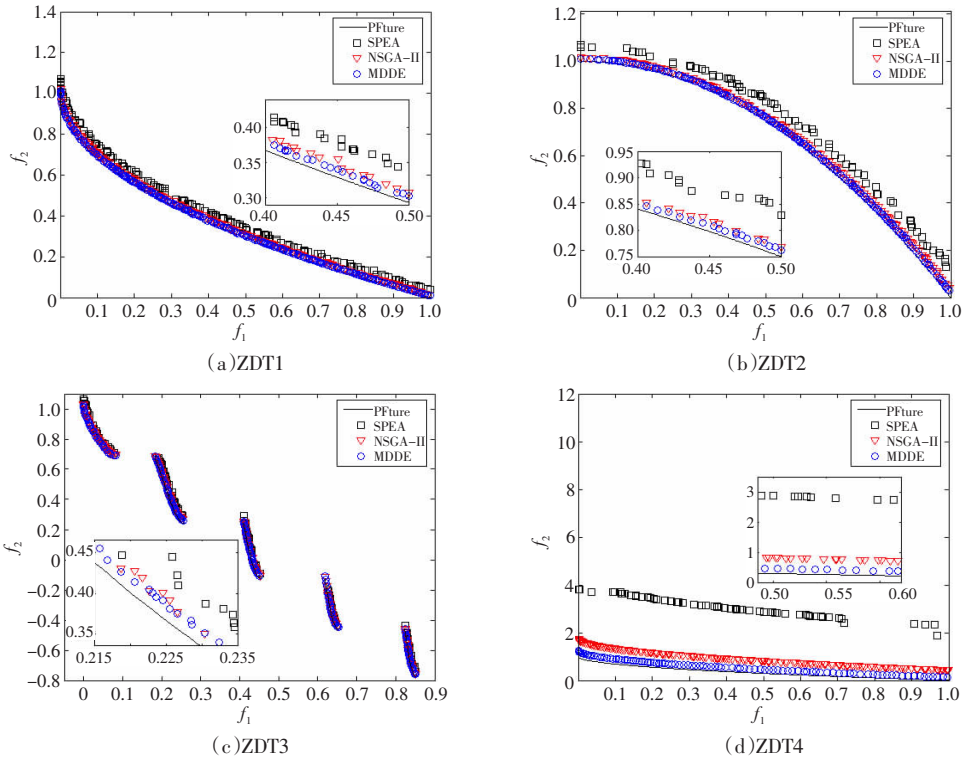 1.4
1.2
1.0
0.8
0.6
0.4
0.2
0
f2
0.1 0.2 0.3 0.4 0.5 0.6 0.7 0.8 0.9 1.0
f1
PFture
SPEA
NSGA-II
MDDE
0.40
0.35
0.30
0.40 0.45 0.50
(a)ZDT1
1.2
1.0
0.8
0.6
0.4
0.2
0
f2
0.1 0.2 0.3 0.4 0.5 0.6 0.7 0.8 0.9 1.0
f1
PFture
SPEA
NSGA-II
MDDE
0.95
0.90
0.85
0.80
0.75
0.40 0.45 0.50
(b)ZDT2
1.0
0.8
0.6
0.4
0.2
0
−0.2
−0.4
−0.6
−0.8
f2
0 0.1 0.2 0.3 0.4 0.5 0.6 0.7 0.8 0.9
f1
PFture
SPEA
NSGA-II
MDDE
0.45
0.40
0.35
0.215 0.225 0.235
(c)ZDT3
12
10
8
6
4
2
0
f2
0.1 0.2 0.3 0.4 0.5 0.6 0.7 0.8 0.9 1.0
f1
PFture
SPEA
NSGA-II
MDDE
3
2
1
0
0.50 0.55 0.60
(d)ZDT4